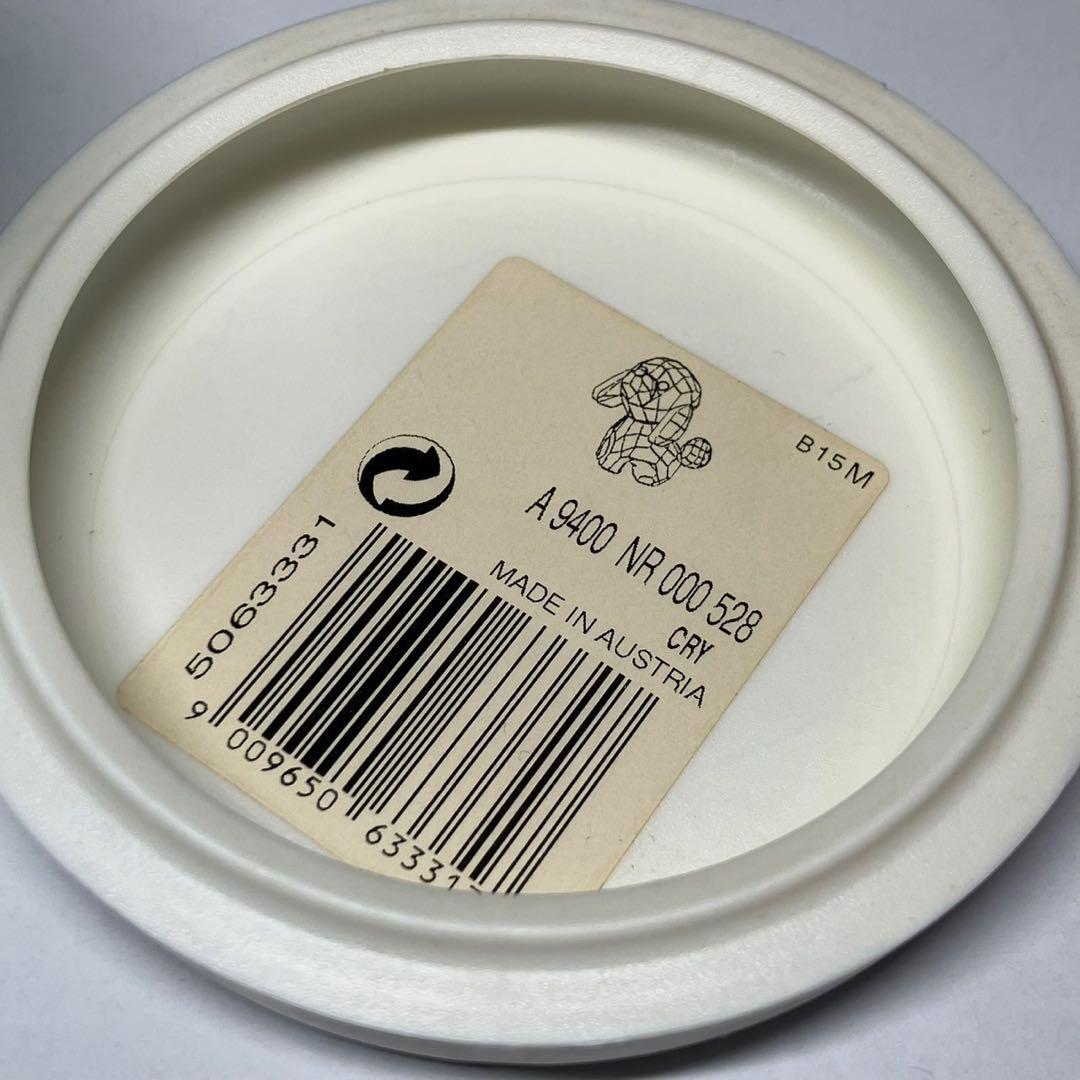 B15M
A 9400 NR 000 528
CRY
MADE IN AUSTRIA
5063331
9 009650 63331